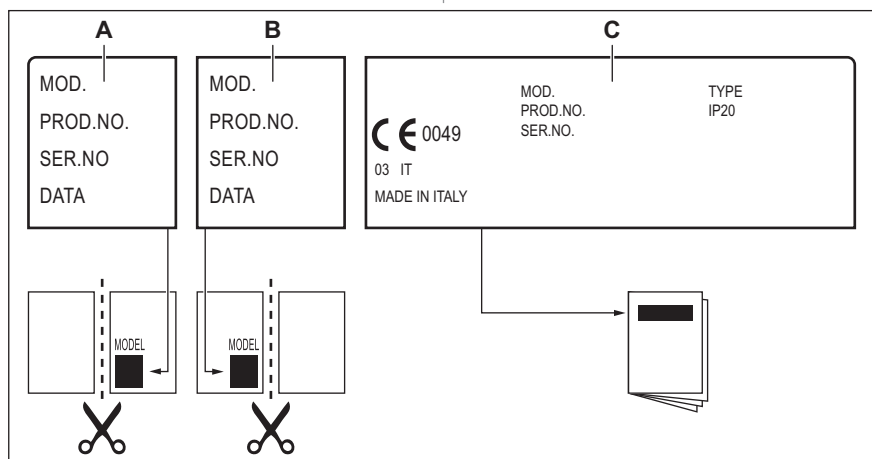 A
B
C
MOD.
PROD.NO.
SER.NO
DATA
MOD.
PROD.NO.
SER.NO
DATA
MOD.
PROD.NO.
SER.NO.
TYPE
IP20
CE 0049
03 IT
MADE IN ITALY
MODEL
MODEL